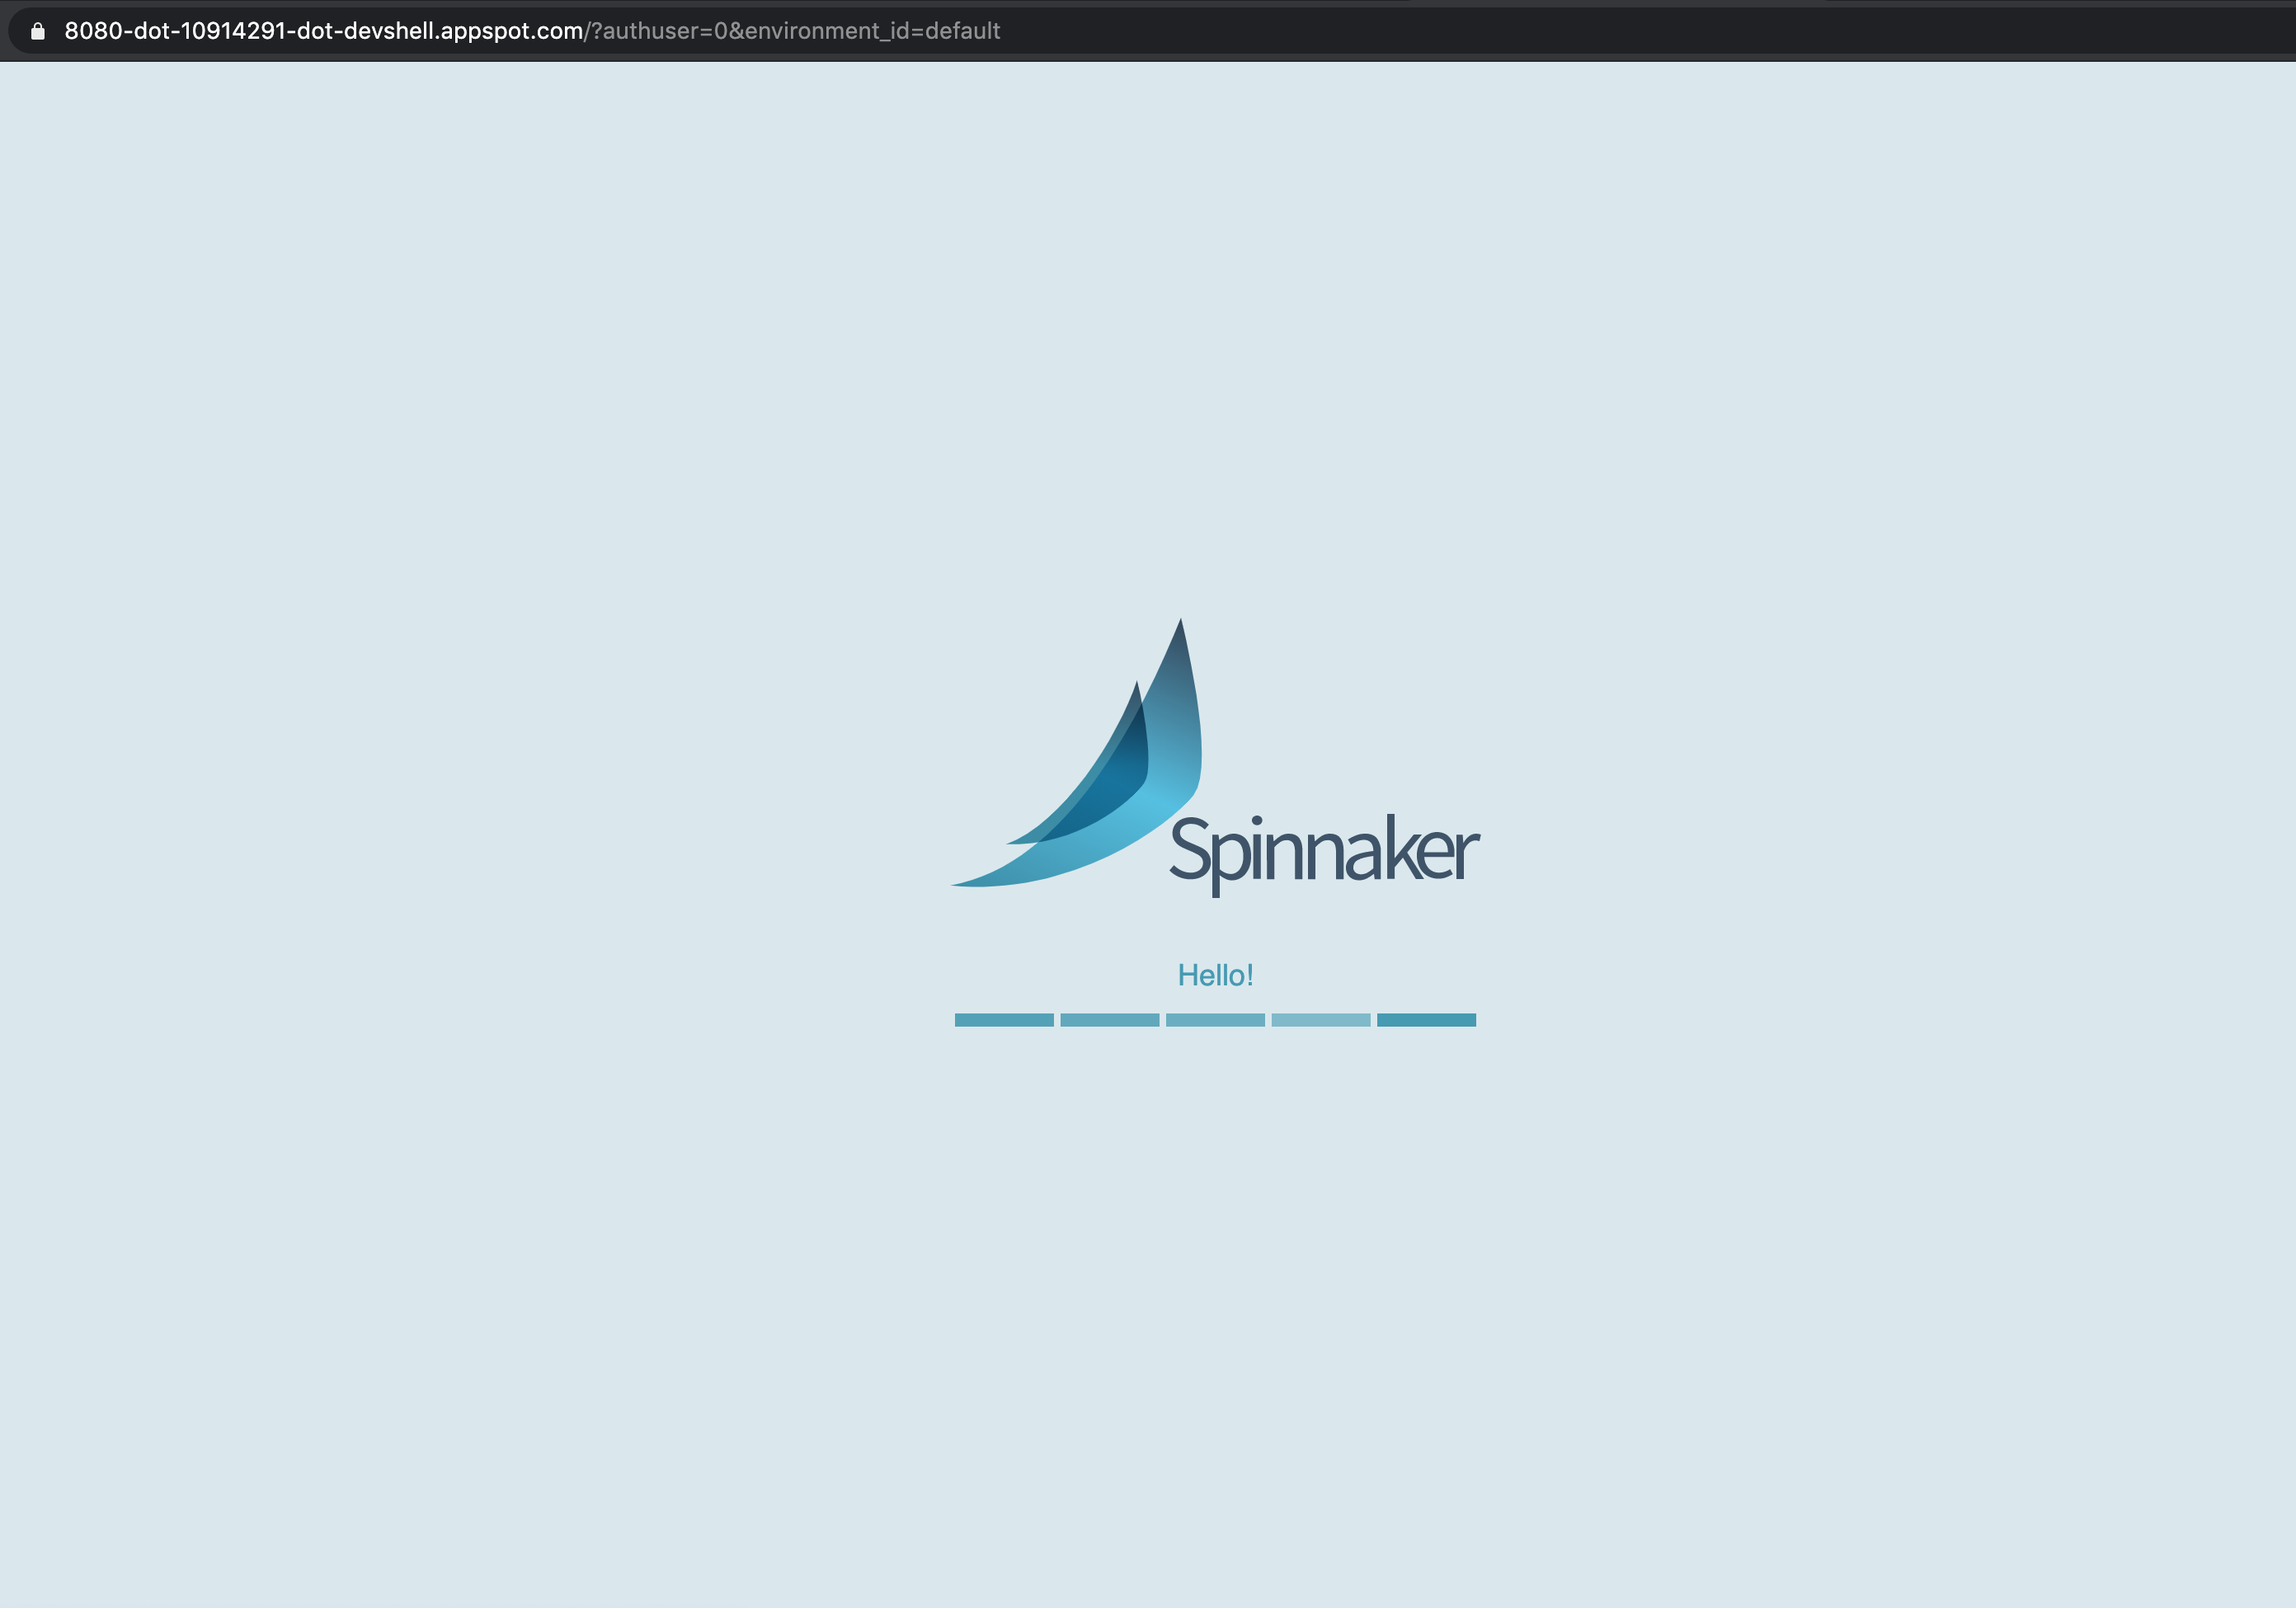 8080-dot-10914291-dot-devshell.appspot.com/?authuser=0&environment_id=default
Spinnaker
Hello!